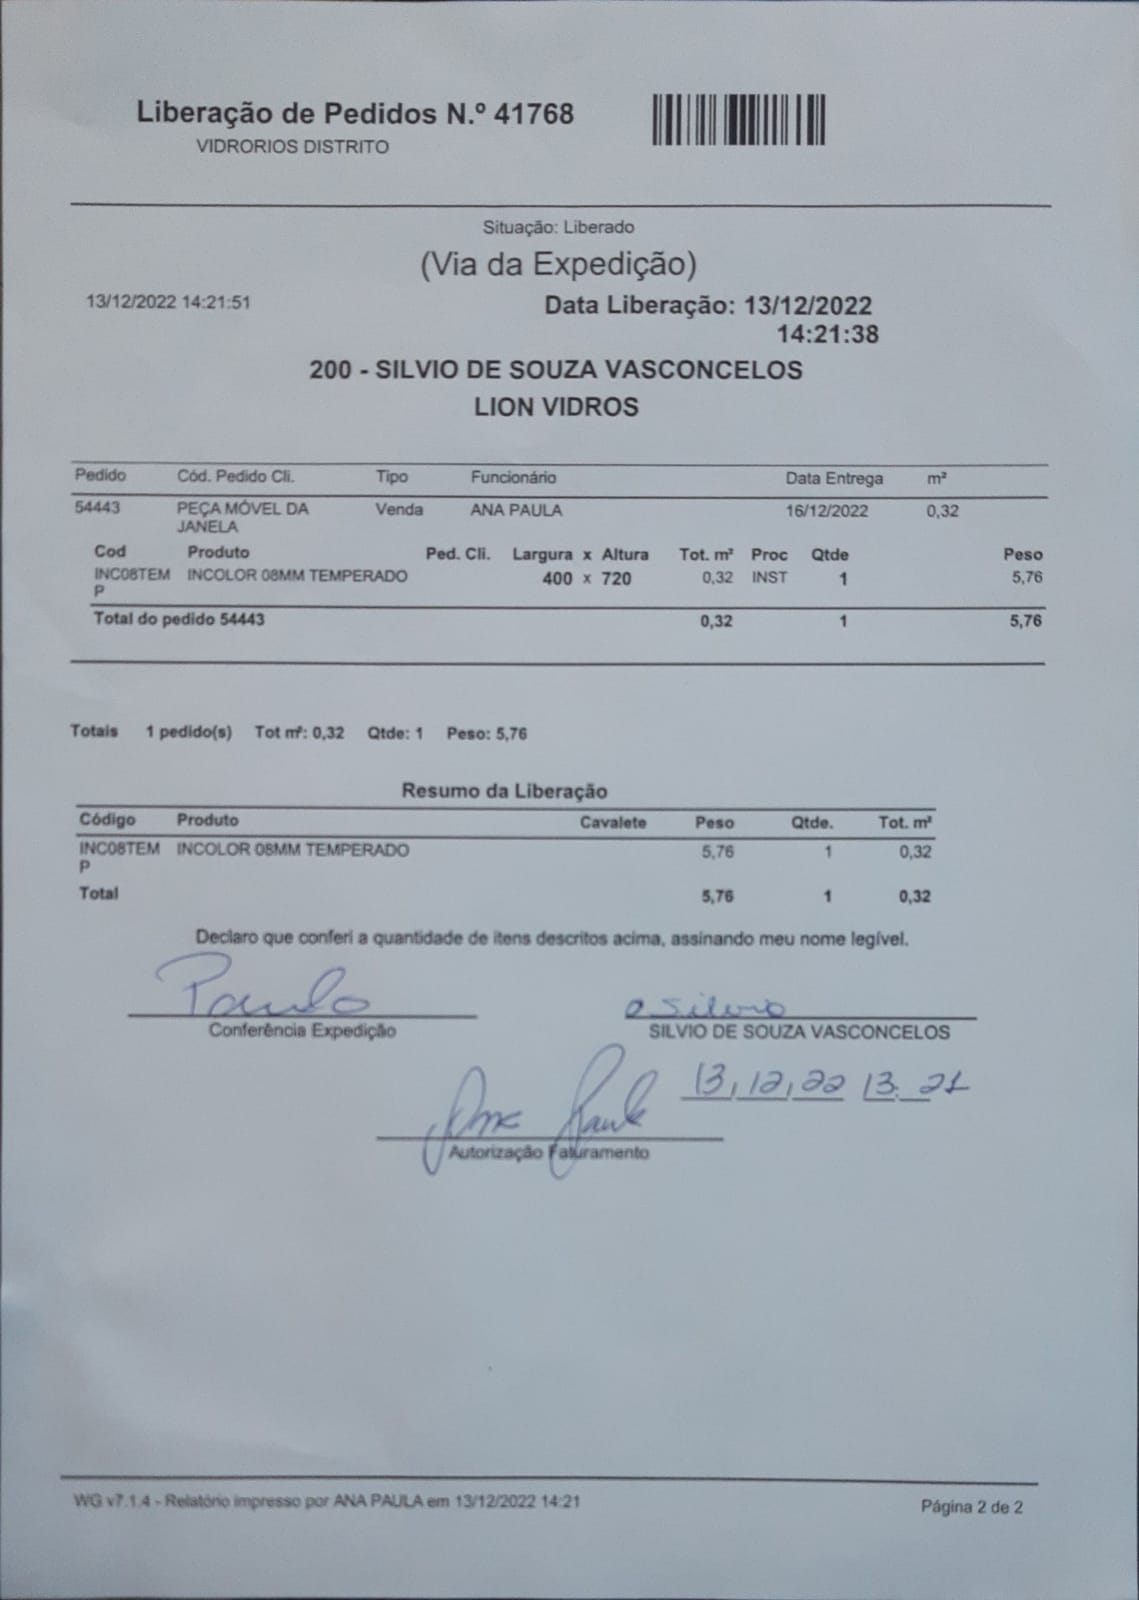 Liberação de Pedidos N.º 41768
VIDRORIOS DISTRITO
Situação: Liberado
(Via da Expedição)
13/12/2022 14:21:51
Data Liberação: 13/12/2022
14:21:38
200 - SILVIO DE SOUZA VASCONCELOS
LION VIDROS
Pedido Cód. Pedido Cli. Tipo Funcionário Data Entrega m²
54443 PEÇA MÓVEL DA Venda ANA PAULA 16/12/2022 0,32
JANELA
Cod Produto Ped. Cli. Largura x Altura Tot. m² Proc Qtde Peso
INC08TEM INCOLOR 08MM TEMPERADO 400 x 720 0,32 INST 1 5,76
P
Total do pedido 54443 0,32 1 5,76
Totais 1 pedido(s) Tot m²: 0,32 Qtde: 1 Peso: 5,76
Resumo da Liberação
Código Produto Cavalete Peso Qtde. Tot. m²
INC08TEM INCOLOR 08MM TEMPERADO 5,76 1 0,32
P
Total 5,76 1 0,32
Declaro que conferi a quantidade de itens descritos acima, assinando meu nome legível.
Paulo
Conferência Expedição
Silvio
SILVIO DE SOUZA VASCONCELOS
13,12,22 13 21
Ana Paula
Autorização Faturamento
WG v7.1.4 - Relatório impresso por ANA PAULA em 13/12/2022 14:21
Página 2 de 2